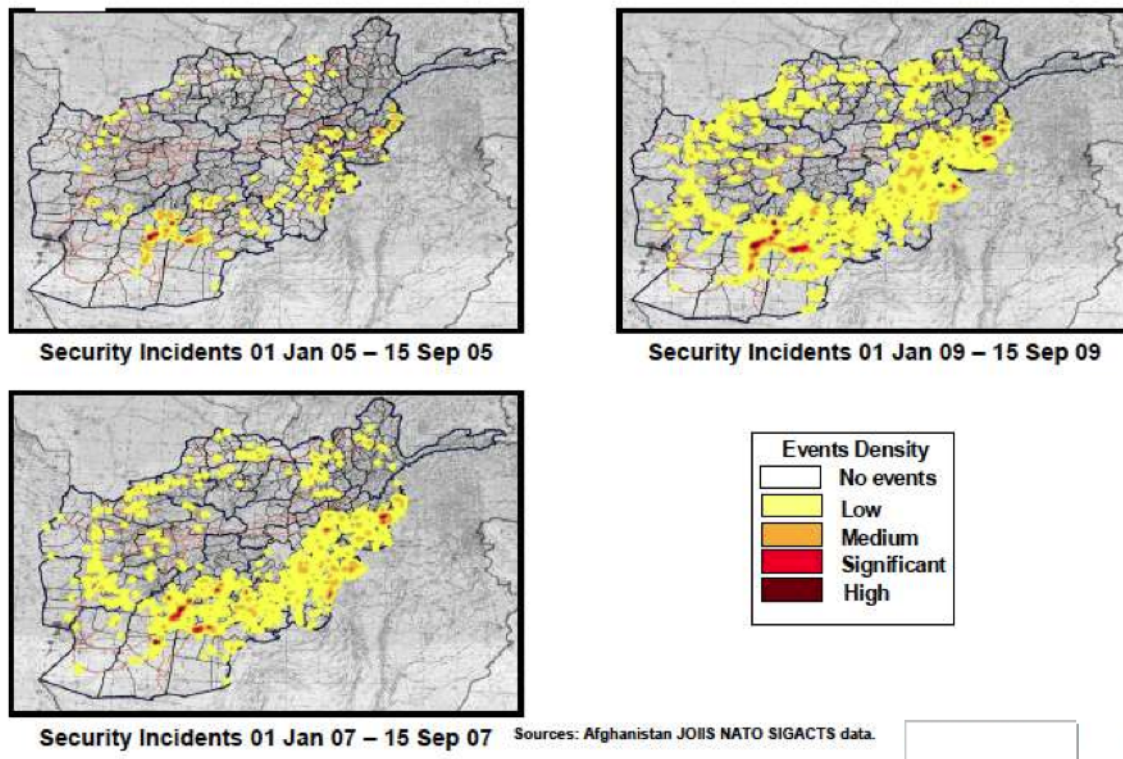 Security Incidents 01 Jan 05 – 15 Sep 05
Security Incidents 01 Jan 09 – 15 Sep 09
Events Density
No events
Low
Medium
Significant
High
Security Incidents 01 Jan 07 – 15 Sep 07
Sources: Afghanistan JOIIS NATO SIGACTS data.